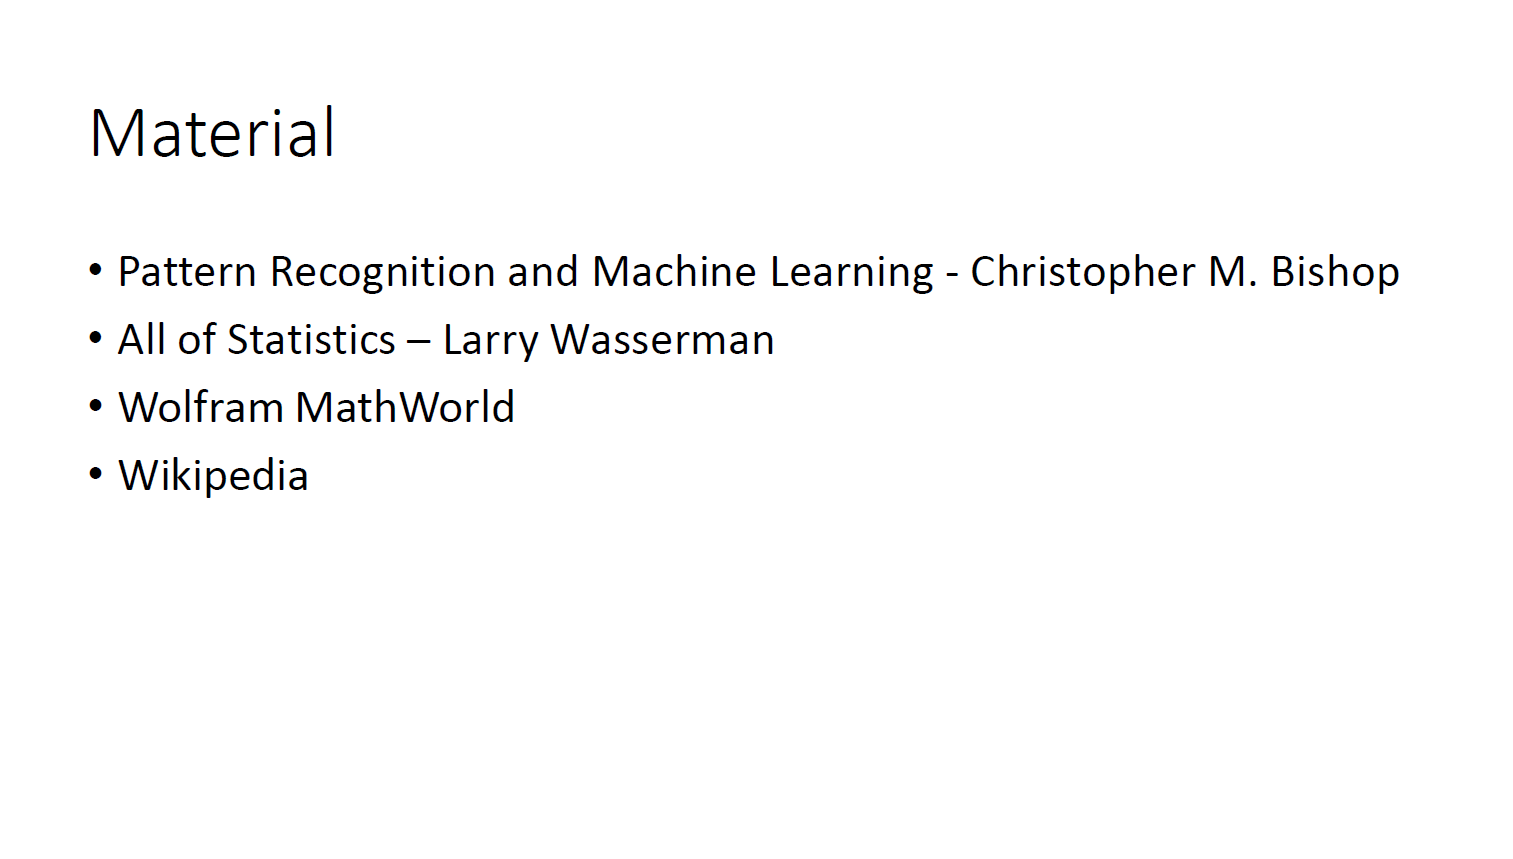 Material
• Pattern Recognition and Machine Learning - Christopher M. Bishop
• All of Statistics – Larry Wasserman
• Wolfram MathWorld
• Wikipedia